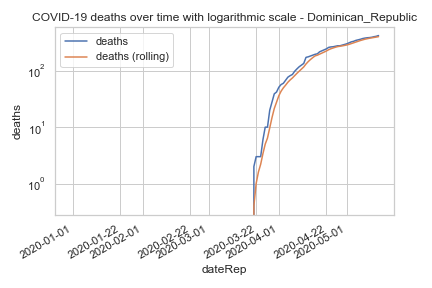 COVID-19 deaths over time with logarithmic scale - Dominican_Republic
deaths
deaths (rolling)
10²
10¹
10⁰
deaths
2020-01-01
2020-01-22
2020-02-01
2020-02-22
2020-03-01
2020-03-22
2020-04-01
2020-04-22
2020-05-01
dateRep